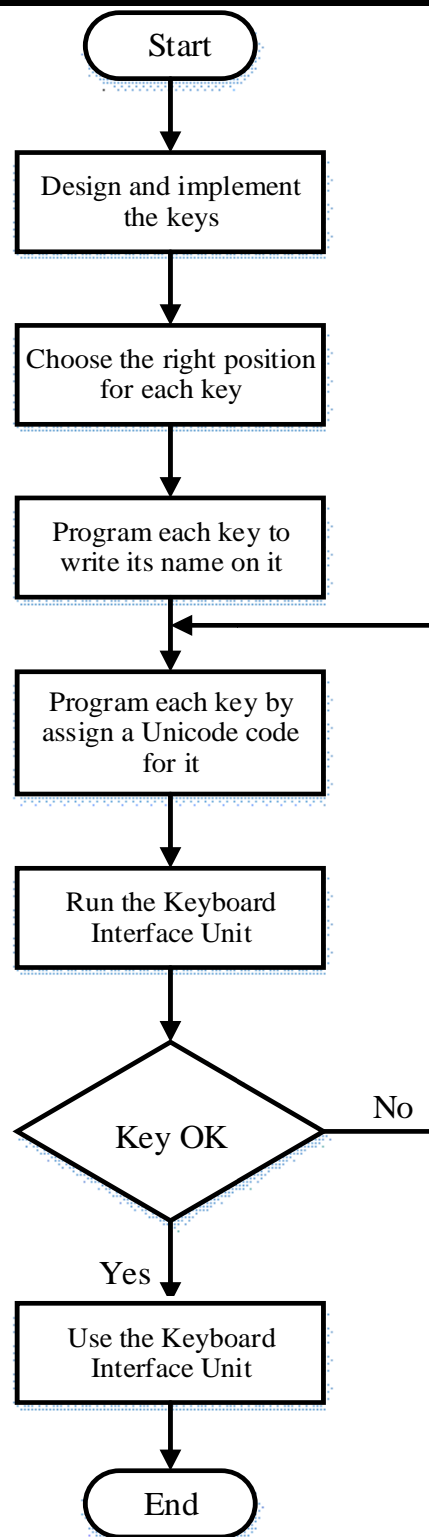 Start
Design and implement
the keys
Choose the right position
for each key
Program each key to
write its name on it
Program each key by
assign a Unicode code
for it
Run the Keyboard
Interface Unit
Key OK
No
Yes
Use the Keyboard
Interface Unit
End